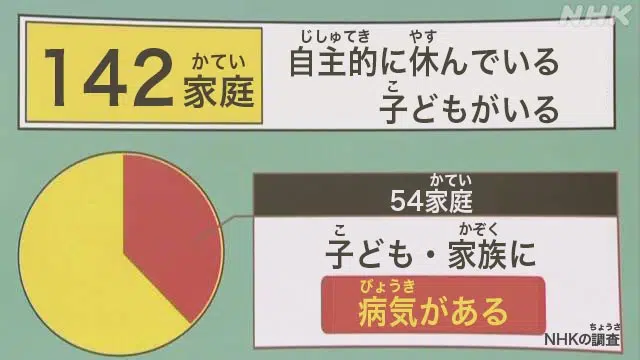 NHK
かてい
142家庭
じしゅてき やす
自主的に休んでいる
こ
子どもがいる
かてい
54家庭
こ かぞく
子ども・家族に
びょうき
病気がある
ちょうさ
NHKの調査